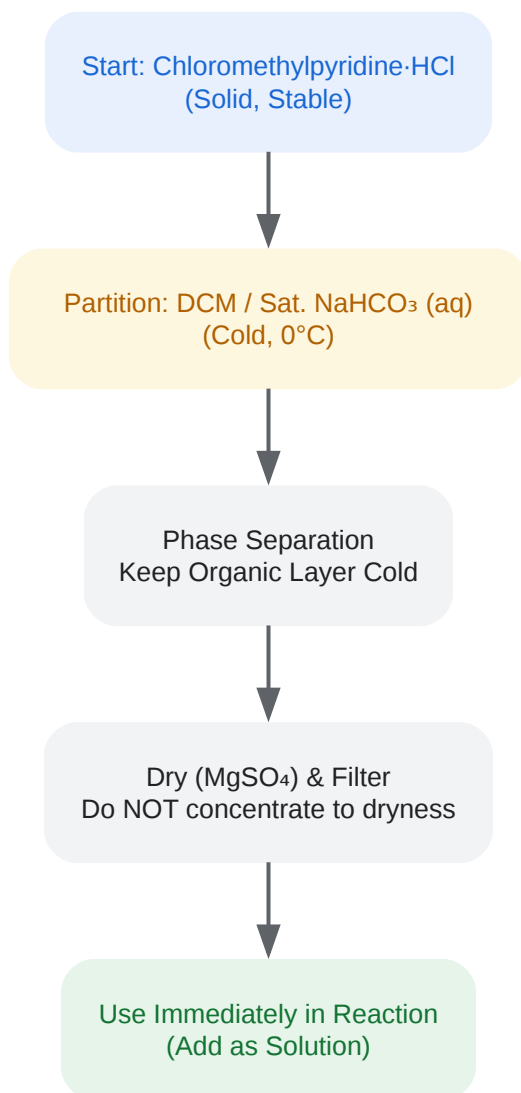 Start: Chloromethylpyridine·HCl
(Solid, Stable)
Partition: DCM / Sat. NaHCO₃ (aq)
(Cold, 0°C)
Phase Separation
Keep Organic Layer Cold
Dry (MgSO₄) & Filter
Do NOT concentrate to dryness
Use Immediately in Reaction
(Add as Solution)